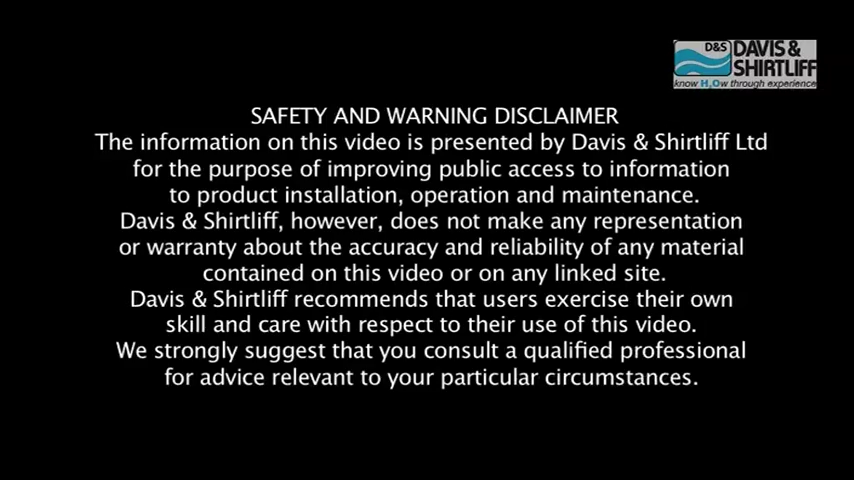 D&S DAVIS &
SHIRTLIFF
know H₂Ow through experience
SAFETY AND WARNING DISCLAIMER
The information on this video is presented by Davis & Shirtliff Ltd
for the purpose of improving public access to information
to product installation, operation and maintenance.
Davis & Shirtliff, however, does not make any representation
or warranty about the accuracy and reliability of any material
contained on this video or on any linked site.
Davis & Shirtliff recommends that users exercise their own
skill and care with respect to their use of this video.
We strongly suggest that you consult a qualified professional
for advice relevant to your particular circumstances.